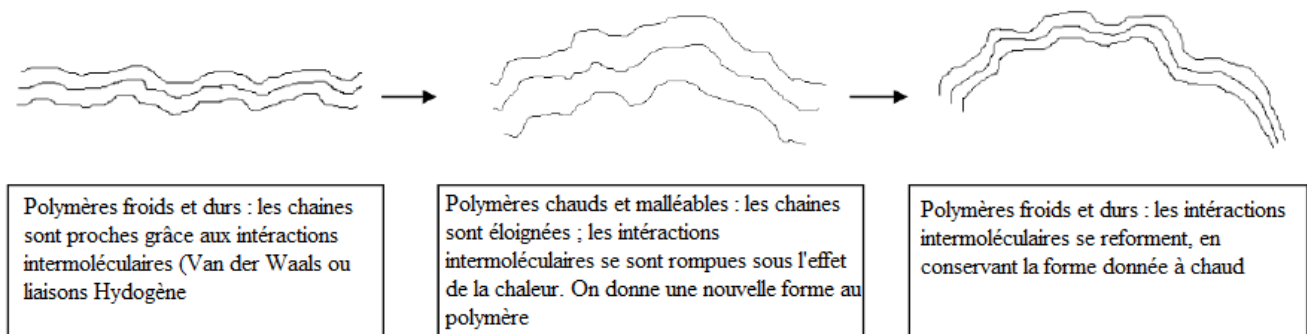 Polymères froids et durs : les chaines
sont proches grâce aux intéractions
intermoléculaires (Van der Waals ou
liaisons Hydogène
Polymères chauds et malléables : les chaines
sont éloignées ; les intéractions
intermoléculaires se sont rompues sous l'effet
de la chaleur. On donne une nouvelle forme au
polymère
Polymères froids et durs : les intéractions
intermoléculaires se reforment, en
conservant la forme donnée à chaud